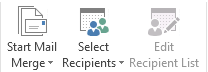 Start Mail
Merge
Select
Recipients
Edit
Recipient List